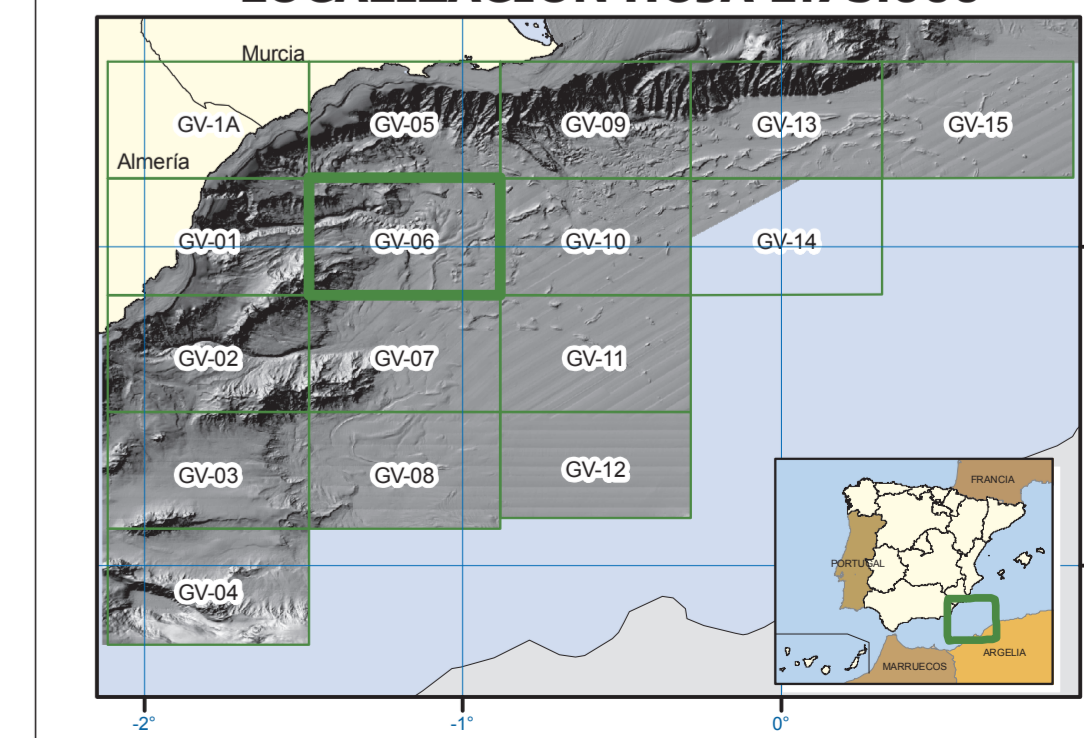 Murcia
GV-1A
GV-05
GV-09
GV-13
GV-15
Almería
GV-01
GV-06
GV-10
GV-14
GV-02
GV-07
GV-11
GV-03
GV-08
GV-12
GV-04
FRANCIA
PORTUGAL
ARGELIA
MARRUECOS
-2°
-1°
0°